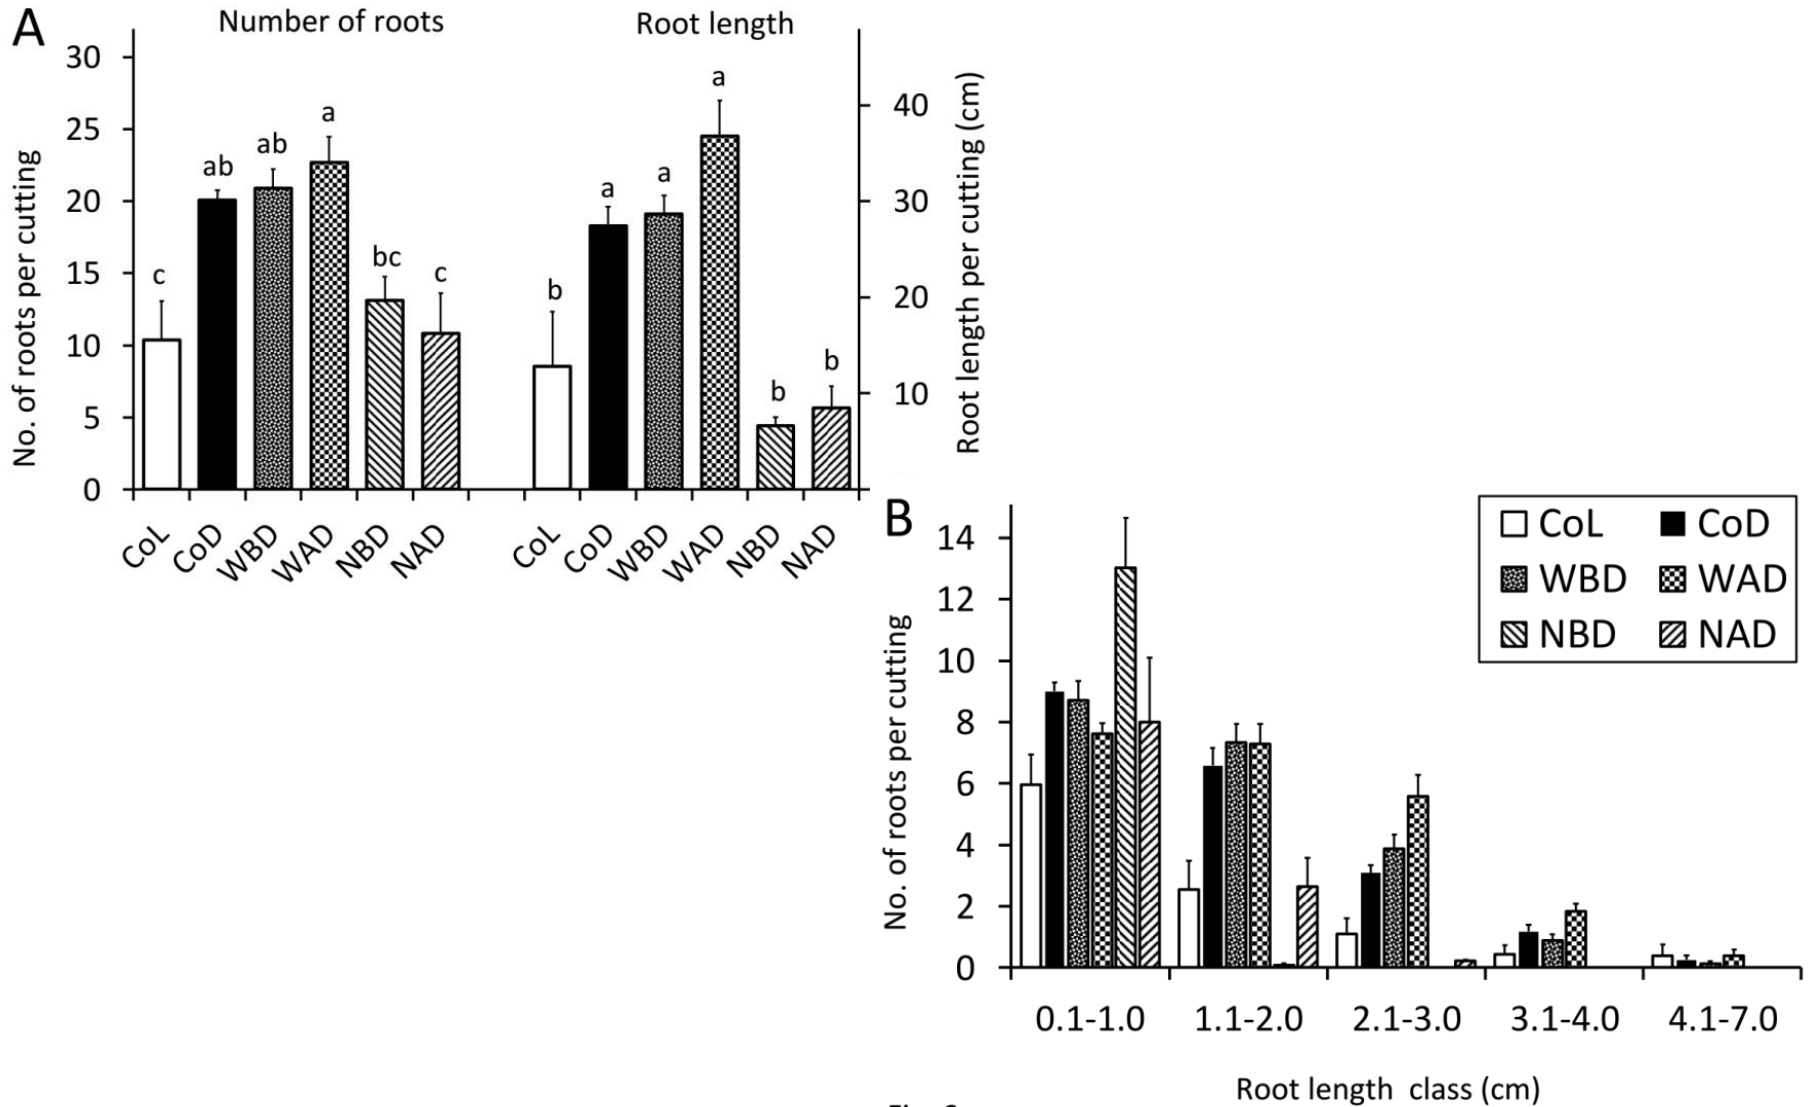 A
Number of roots
Root length
No. of roots per cutting
30
25
20
15
10
5
0
c
ab
ab
a
bc
c
b
a
a
a
b
b
40
30
20
10
Root length per cutting (cm)
CoL
CoD
WBD
WAD
NBD
NAD
CoL
CoD
WBD
WAD
NBD
NAD
B
No. of roots per cutting
14
12
10
8
6
4
2
0
CoL CoD
WBD WAD
NBD NAD
0.1-1.0 1.1-2.0 2.1-3.0 3.1-4.0 4.1-7.0
Root length class (cm)